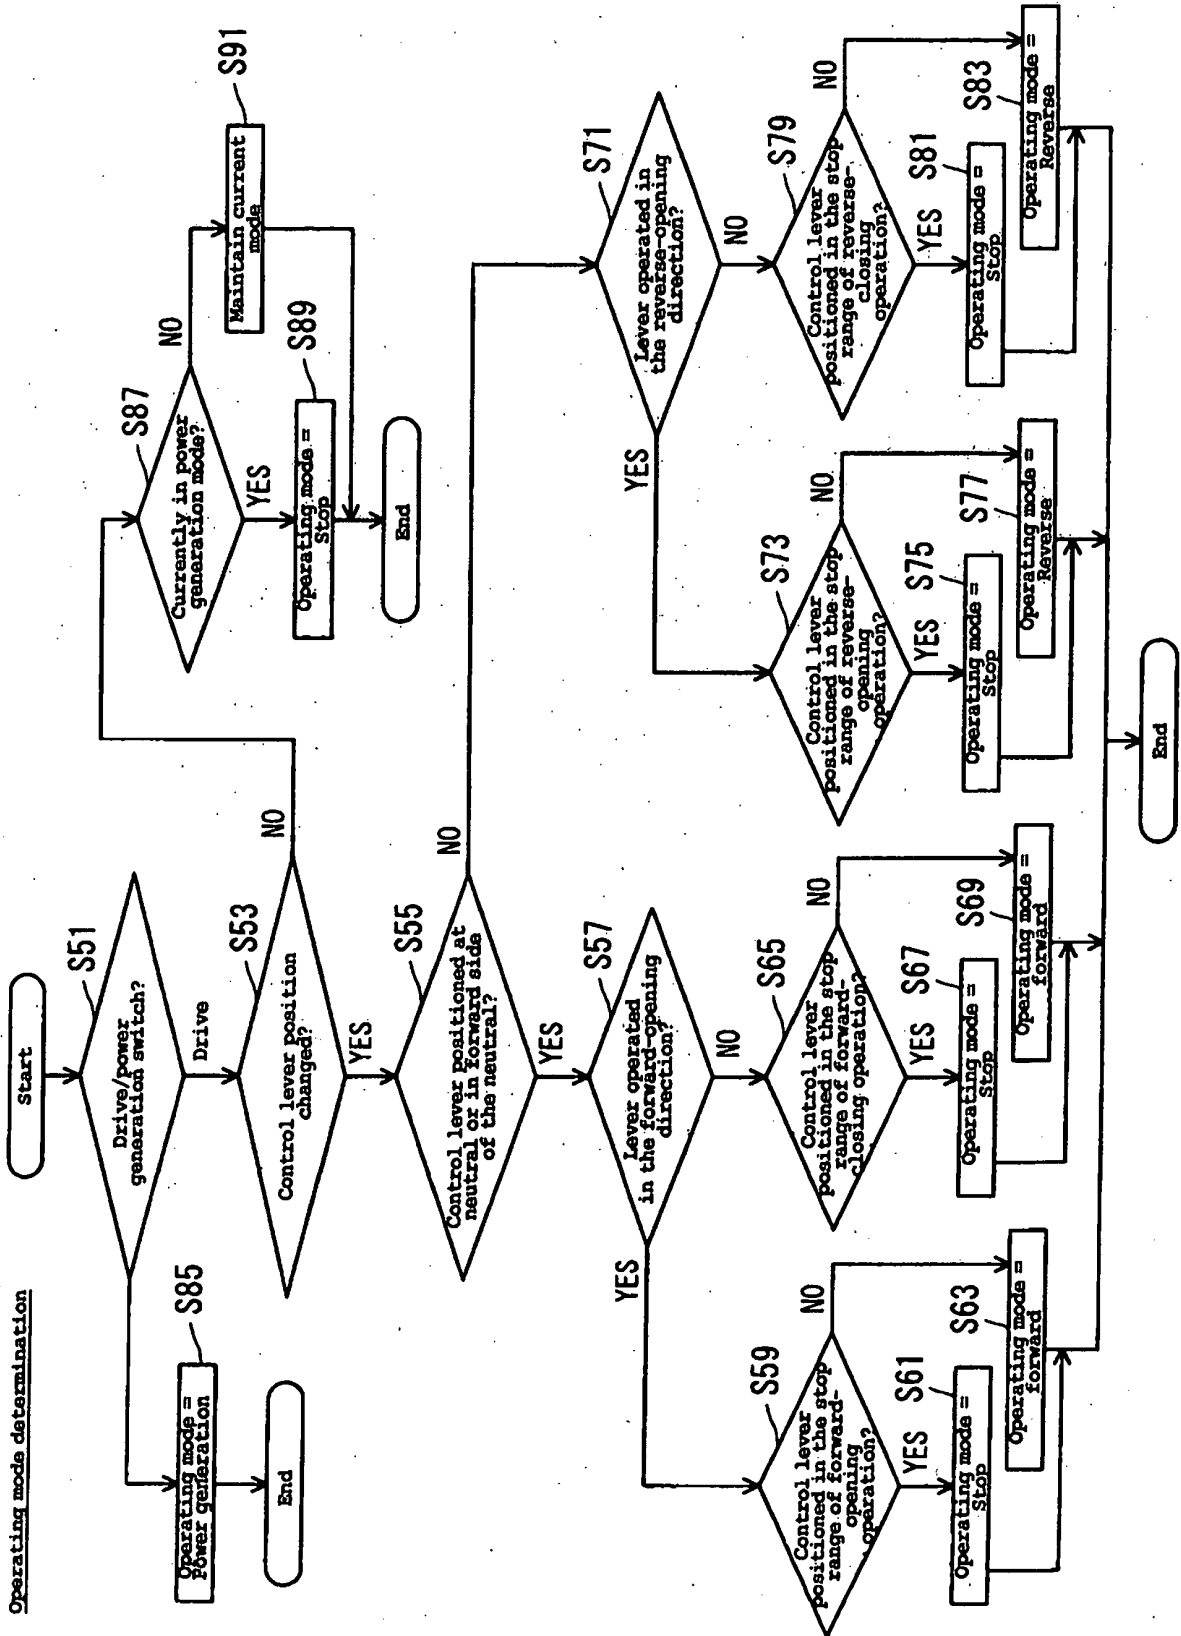 Operating mode determination
Start
S51
Drive/power
generation switch?
Drive
S85
Operating mode =
Power generation
End
S53
Control lever position
changed?
NO
YES
S87
Currently in power
generation mode?
NO
YES
S91
Maintain current
mode
S89
Operating mode =
Stop
End
S55
Control lever positioned at
neutral or in forward side
of the neutral?
NO
YES
S57
Lever operated
in the forward-opening
direction?
YES
NO
S59
Control lever
positioned in the stop
range of forward-
opening
operation?
NO
YES
S61
Operating mode =
Stop
S63
Operating mode =
forward
S65
Control lever
positioned in the stop
range of forward-
closing operation?
NO
YES
S67
Operating mode =
Stop
S69
Operating mode =
forward
S71
Lever operated in
the reverse-opening
direction?
YES
NO
S73
Control lever
positioned in the stop
range of reverse-
opening
operation?
NO
YES
S75
Operating mode =
Stop
S77
Operating mode =
Reverse
S79
Control lever
positioned in the stop
range of reverse-
closing
operation?
NO
YES
S81
Operating mode =
Stop
S83
Operating mode =
Reverse
End